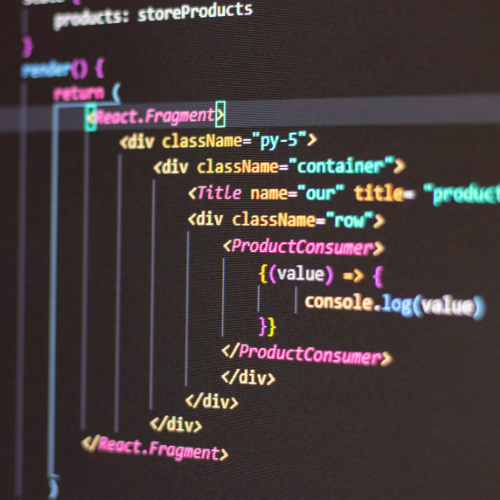 products: storeProducts
}
render() {
return (
<React.Fragment>
<div className="py-5">
<div className="container">
<Title name="our" title= "product
<div className="row">
<ProductConsumer>
{(value) => {
console.log(value)
}}
</ProductConsumer>
</div>
</div>
</div>
</React.Fragment>
)